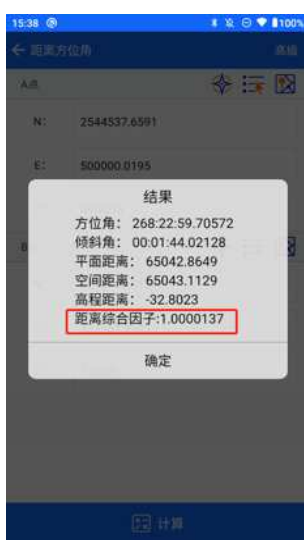 15:38
100%
← 距离方位角
高级
A点
N:
2544537.6591
E:
500000.0195
结果
方位角: 268:22:59.70572
倾斜角: 00:01:44.02128
平面距离: 65042.8649
空间距离: 65043.1129
高程距离: -32.8023
距离综合因子:1.0000137
确定
计算